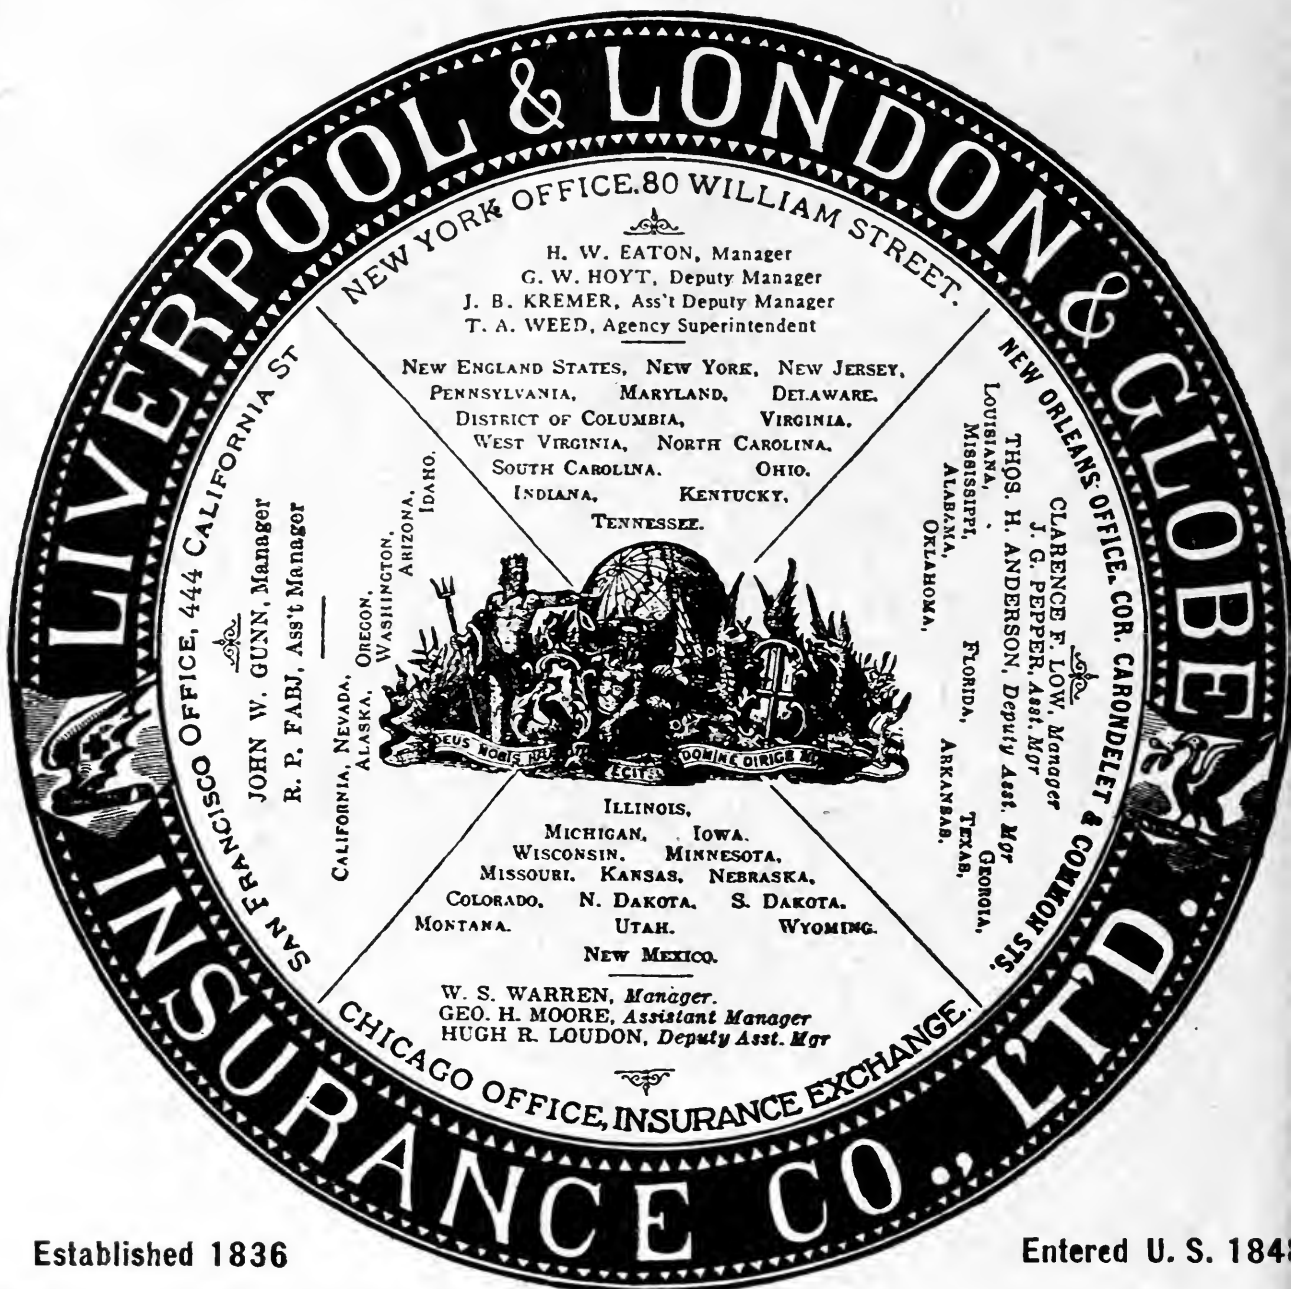 LIVERPOOL & LONDON & GLOBE
INSURANCE CO., L'T'D.
NEW YORK OFFICE. 80 WILLIAM STREET.
H. W. EATON, Manager
G. W. HOYT, Deputy Manager
J. B. KREMER, Ass't Deputy Manager
T. A. WEED, Agency Superintendent
NEW ENGLAND STATES, NEW YORK, NEW JERSEY,
PENNSYLVANIA, MARYLAND, DELAWARE,
DISTRICT OF COLUMBIA, VIRGINIA,
WEST VIRGINIA, NORTH CAROLINA,
SOUTH CAROLINA. OHIO.
INDIANA, KENTUCKY,
TENNESSEE.
SAN FRANCISCO OFFICE, 444 CALIFORNIA ST
JOHN W. GUNN, Manager
R. P. FABJ, Ass't Manager
CALIFORNIA, NEVADA,
ALASKA, OREGON,
WASHINGTON,
ARIZONA,
IDAHO.
NEW ORLEANS OFFICE. COR. CARONDELET & COMMON STS.
CLARENCE F. LOW, Manager
J. G. PEPPER, Asst. Mgr
THOS. H. ANDERSON, Deputy Asst. Mgr
LOUISIANA, GEORGIA,
MISSISSIPPI, TEXAS,
ALABAMA, FLORIDA, ARKANSAS,
OKLAHOMA,
DEUS NOBIS DOMINE DIRIGE
ILLINOIS,
MICHIGAN, IOWA.
WISCONSIN, MINNESOTA,
MISSOURI. KANSAS, NEBRASKA,
COLORADO, N. DAKOTA, S. DAKOTA.
MONTANA. UTAH. WYOMING.
NEW MEXICO.
W. S. WARREN, Manager.
GEO. H. MOORE, Assistant Manager
HUGH R. LOUDON, Deputy Asst. Mgr
CHICAGO OFFICE, INSURANCE EXCHANGE.
Established 1836
Entered U. S. 1848